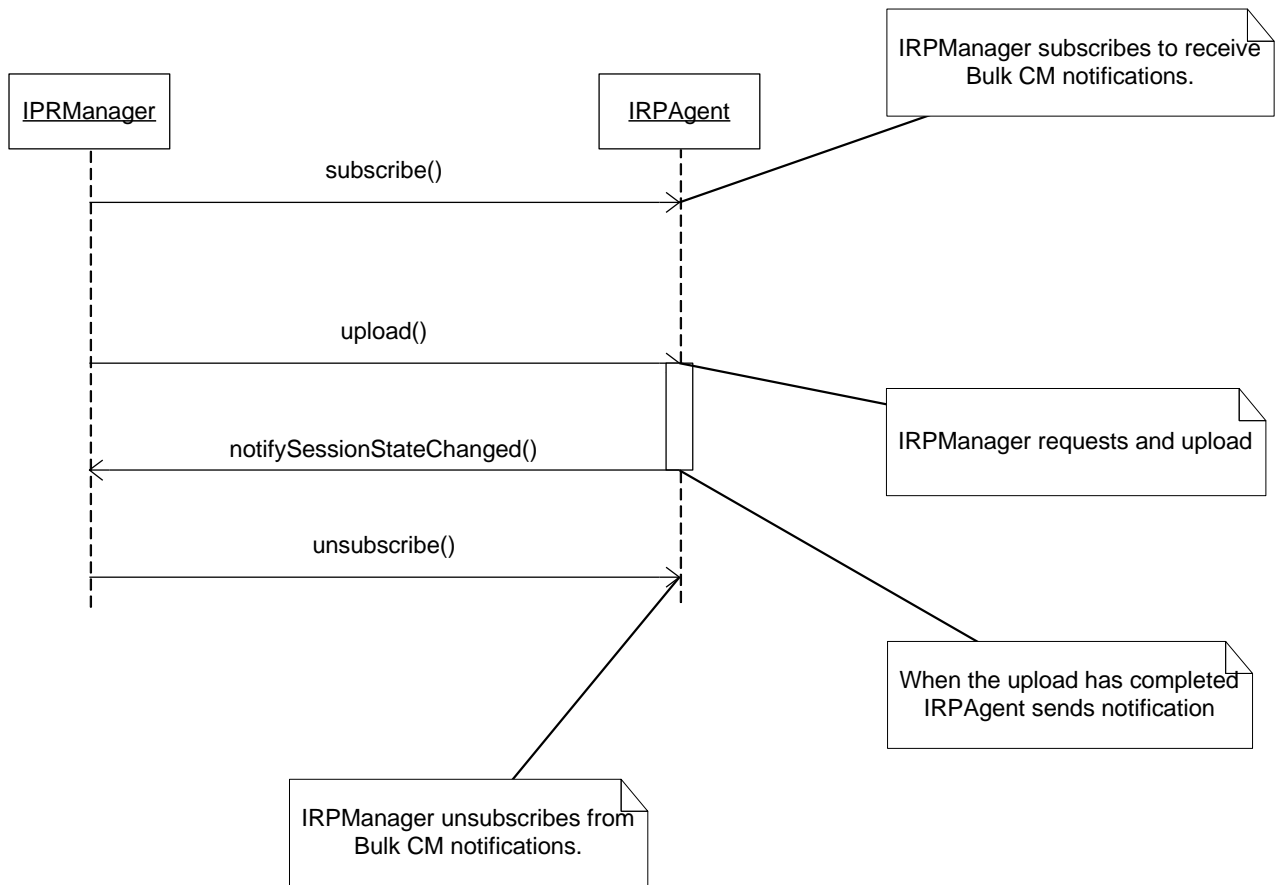 IRPManager subscribes to receive
Bulk CM notifications.
IPRManager
IRPAgent
subscribe()
upload()
IRPManager requests and upload
notifySessionStateChanged()
unsubscribe()
When the upload has completed
IRPAgent sends notification
IRPManager unsubscribes from
Bulk CM notifications.